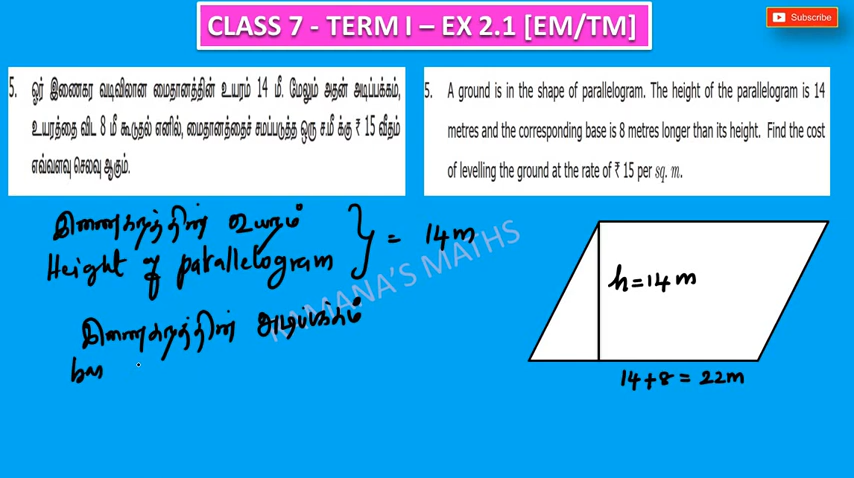 CLASS 7 - TERM I – EX 2.1 [EM/TM]
Subscribe
5. ஓர் இணைகர வடிவிலான மைதானத்தின் உயரம் 14 மீ. மேலும் அதன் அடிப்பக்கம்,
உயரத்தை விட 8 மீ கூடுதல் எனில், மைதானத்தைச் சமப்படுத்த ஒரு ச.மீ க்கு ₹ 15 வீதம்
எவ்வளவு செலவு ஆகும்.
5. A ground is in the shape of parallelogram. The height of the parallelogram is 14
metres and the corresponding base is 8 metres longer than its height. Find the cost
of levelling the ground at the rate of ₹ 15 per sq. m.
இணைகரத்தின் உயரம்
Height of parallelogram } = 14m
இணைகரத்தின் அடிப்பக்கம்
bas
h = 14 m
14 + 8 = 22m
RAMANA'S MATHS